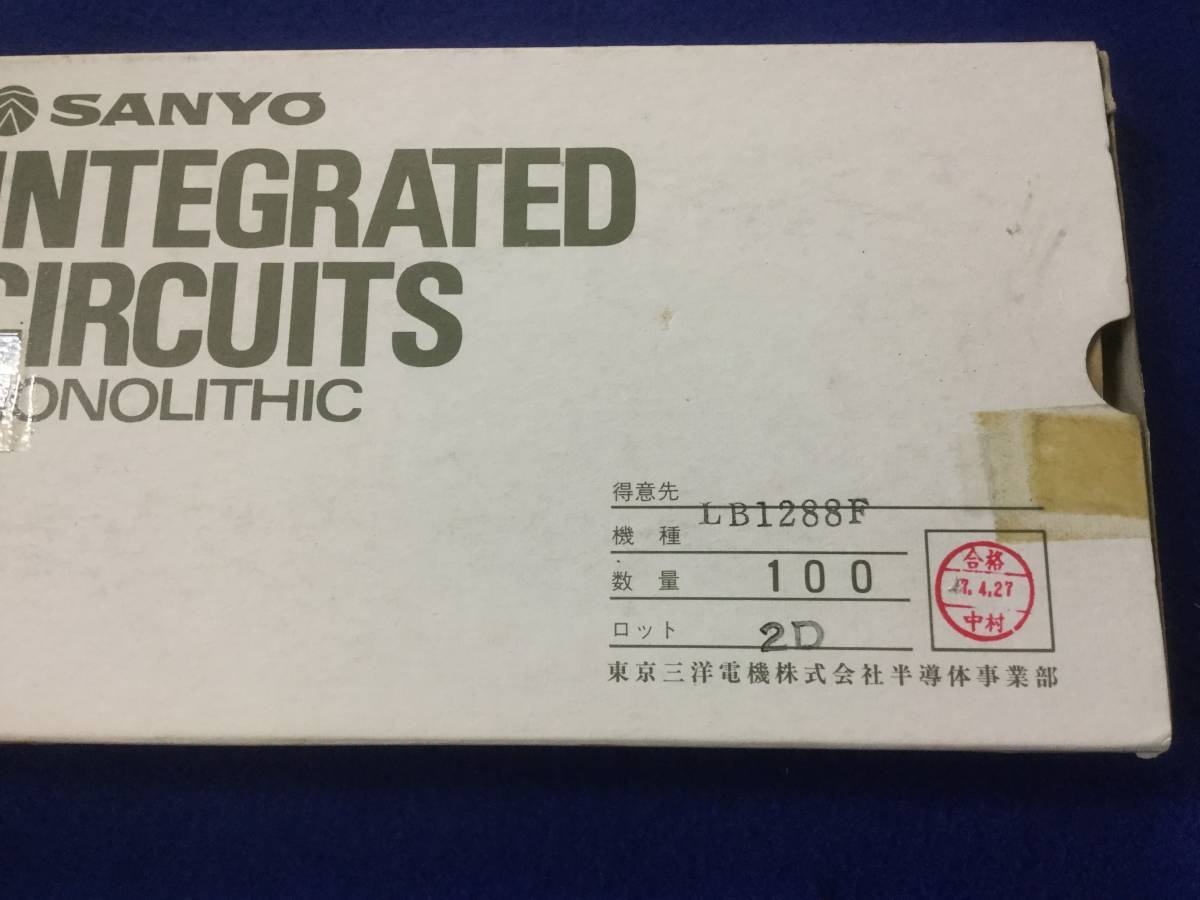 SANYO
INTEGRATED
CIRCUITS
MONOLITHIC
得意先
機種 LB1288F
数量 100
ロット 2D
合格
4.27
中村
東京三洋電機株式会社半導体事業部